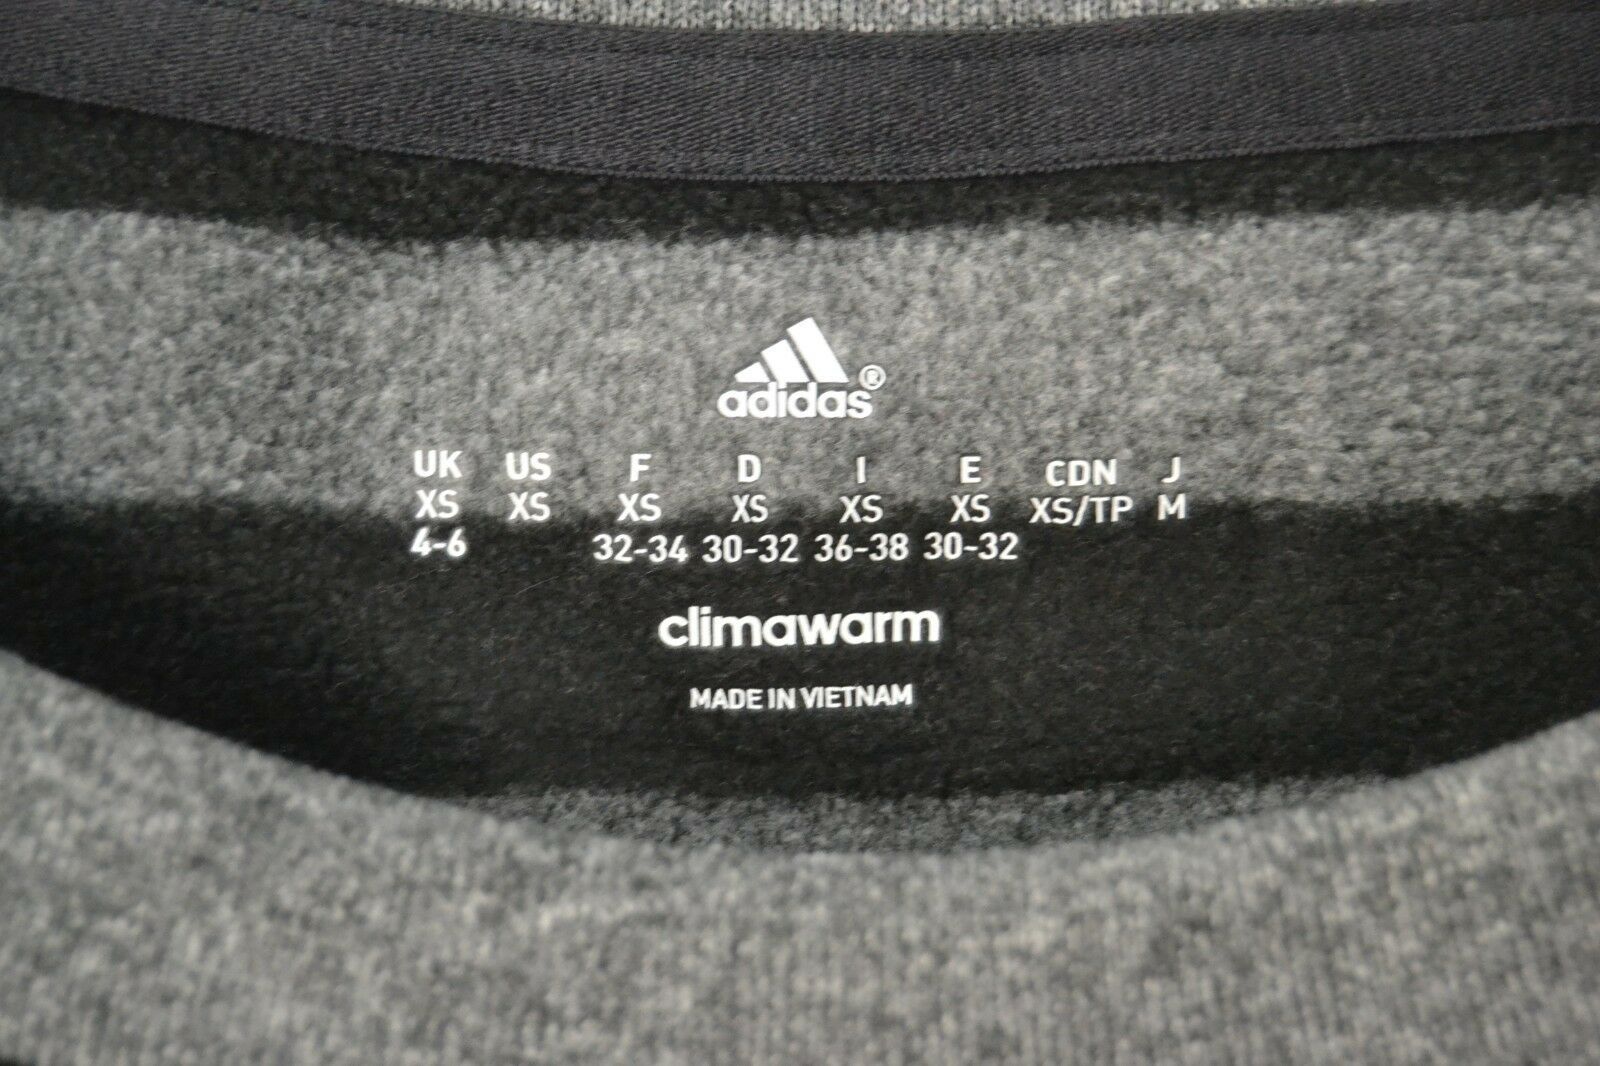 adidas®
UK US F D I E CDN J
XS XS XS XS XS XS XS/TP M
4-6 32-34 30-32 36-38 30-32
climawarm
MADE IN VIETNAM